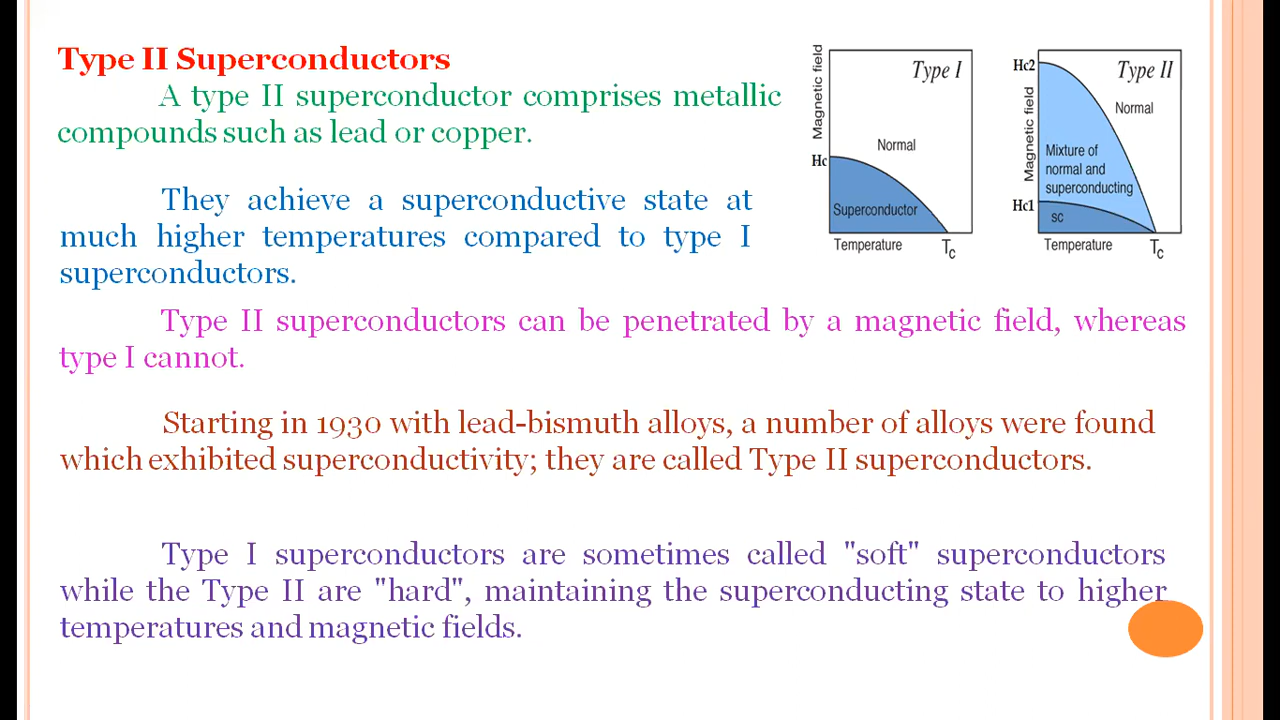 Type II Superconductors
A type II superconductor comprises metallic
compounds such as lead or copper.
They achieve a superconductive state at
much higher temperatures compared to type I
superconductors.
Magnetic field
Type I
Normal
Hc
Superconductor
Temperature
Tc
Hc2
Type II
Magnetic field
Normal
Mixture of
normal and
superconducting
Hc1
sc
Temperature
Tc
Type II superconductors can be penetrated by a magnetic field, whereas
type I cannot.
Starting in 1930 with lead-bismuth alloys, a number of alloys were found
which exhibited superconductivity; they are called Type II superconductors.
Type I superconductors are sometimes called "soft" superconductors
while the Type II are "hard", maintaining the superconducting state to higher
temperatures and magnetic fields.